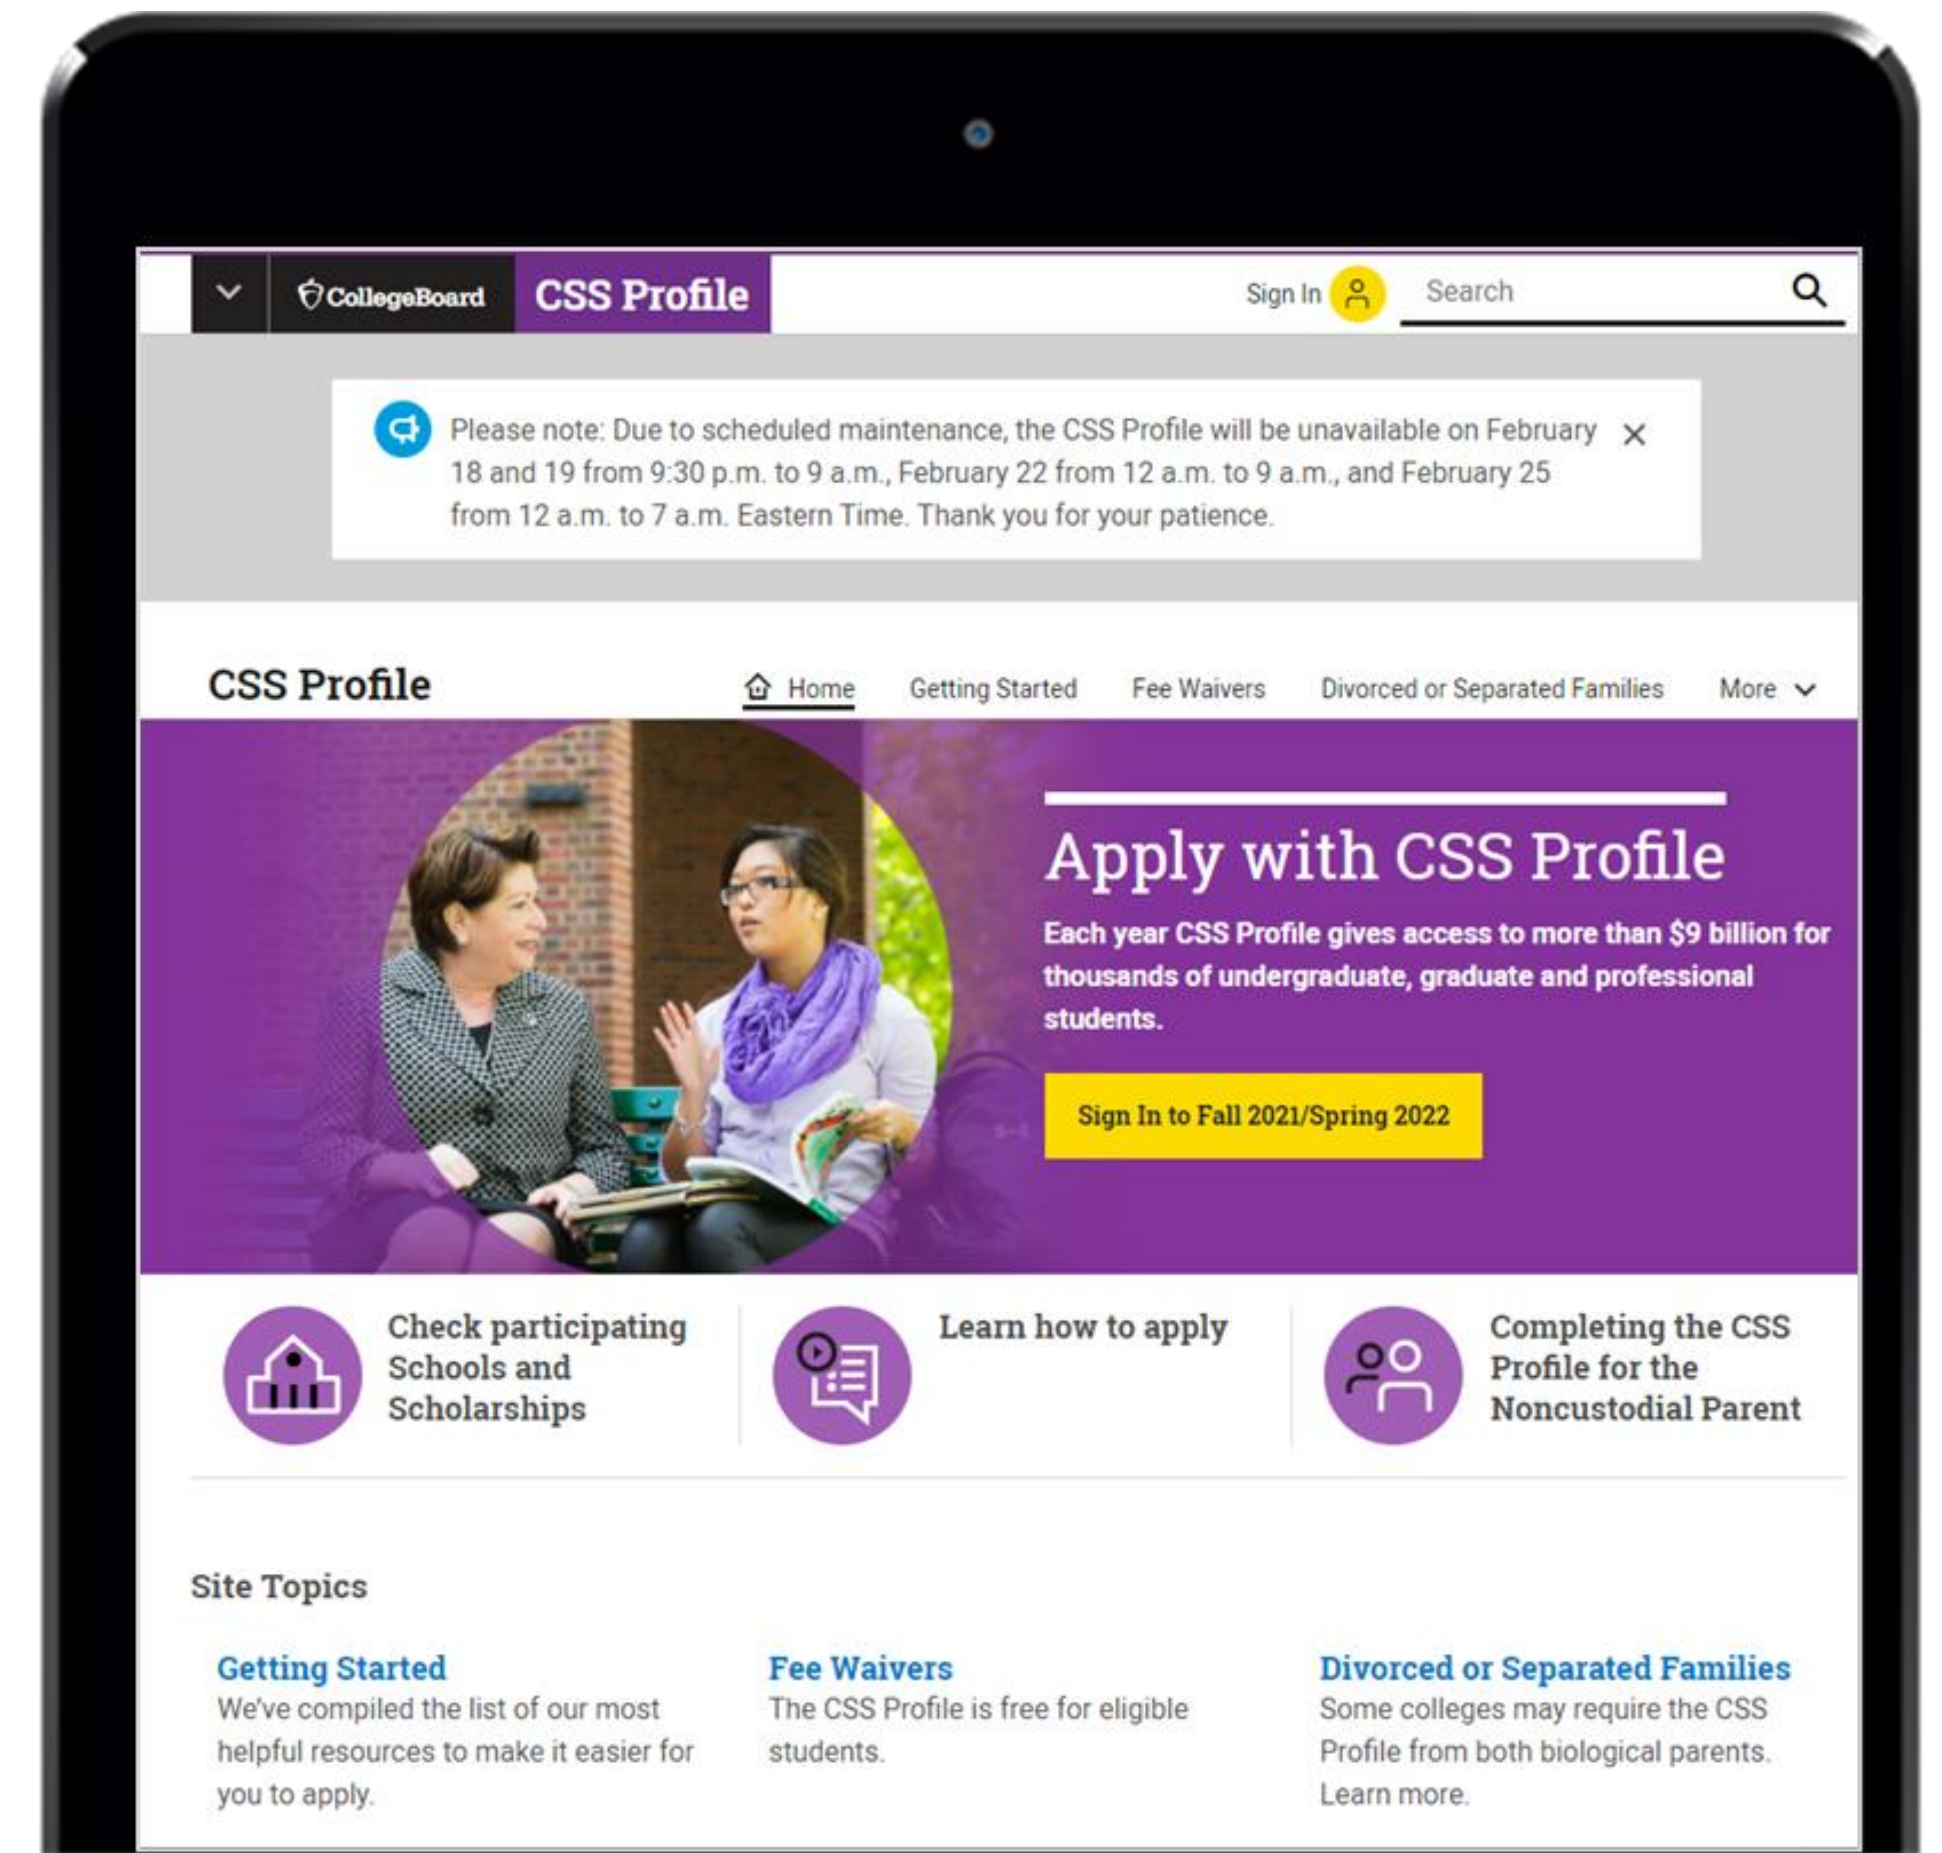 CollegeBoard
CSS Profile
Sign In
Search
Please note: Due to scheduled maintenance, the CSS Profile will be unavailable on February
18 and 19 from 9:30 p.m. to 9 a.m., February 22 from 12 a.m. to 9 a.m., and February 25
from 12 a.m. to 7 a.m. Eastern Time. Thank you for your patience.
CSS Profile
Home
Getting Started
Fee Waivers
Divorced or Separated Families
More
Apply with CSS Profile
Each year CSS Profile gives access to more than $9 billion for
thousands of undergraduate, graduate and professional
students.
Sign In to Fall 2021/Spring 2022
Check participating
Schools and
Scholarships
Learn how to apply
Completing the CSS
Profile for the
Noncustodial Parent
Site Topics
Getting Started
We've compiled the list of our most
helpful resources to make it easier for
you to apply.
Fee Waivers
The CSS Profile is free for eligible
students.
Divorced or Separated Families
Some colleges may require the CSS
Profile from both biological parents.
Learn more.